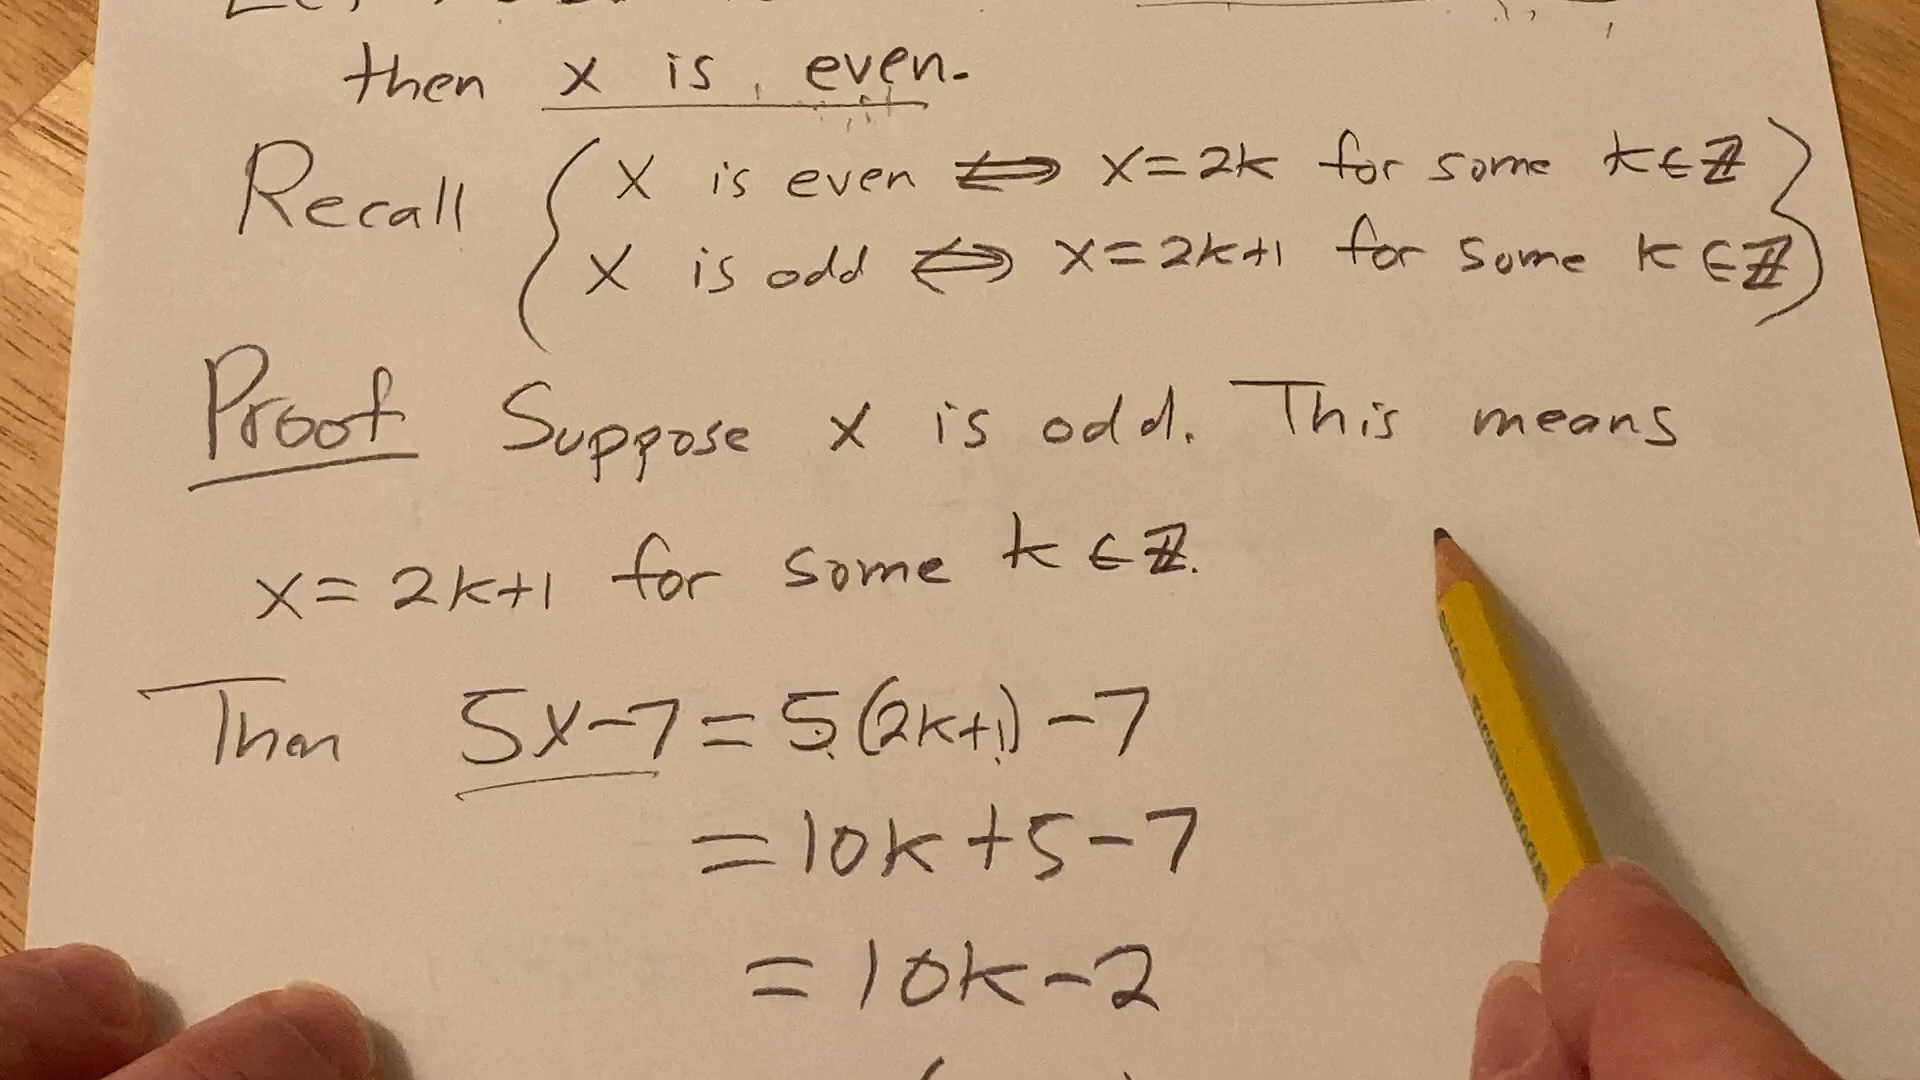 then x is even.
Recall
x is even ⟺ x=2k for some k∈ℤ
x is odd ⟺ x=2k+1 for some k∈ℤ
Proof Suppose x is odd. This means
x=2k+1 for some k∈ℤ.
Then 5x-7=5(2k+1)-7
=10k+5-7
=10k-2